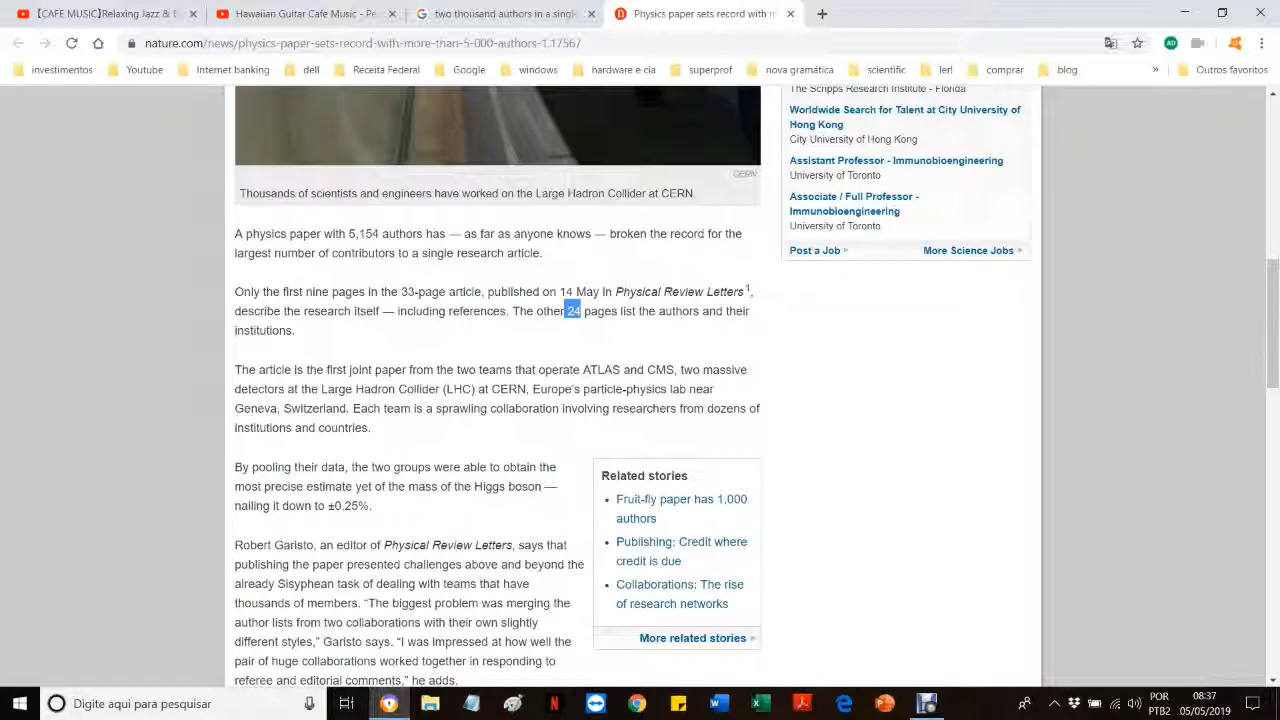 【CAFE MUSIC】Relaxing Jazz & 
Hawaiian Guitar Cafe Music -
two thousand authors in a single
Physics paper sets record with
nature.com/news/physics-paper-sets-record-with-more-than-5,000-authors-1.17567
investimentos Youtube Internet banking dell Receita Federal Google windows hardware e cia superprof nova gramática scientific ler! comprar blog » Outros favoritos
CERN
Thousands of scientists and engineers have worked on the Large Hadron Collider at CERN.
A physics paper with 5,154 authors has — as far as anyone knows — broken the record for the
largest number of contributors to a single research article.
Only the first nine pages in the 33-page article, published on 14 May in Physical Review Letters1,
describe the research itself — including references. The other 24 pages list the authors and their
institutions.
The article is the first joint paper from the two teams that operate ATLAS and CMS, two massive
detectors at the Large Hadron Collider (LHC) at CERN, Europe's particle-physics lab near
Geneva, Switzerland. Each team is a sprawling collaboration involving researchers from dozens of
institutions and countries.
By pooling their data, the two groups were able to obtain the
most precise estimate yet of the mass of the Higgs boson —
nailing it down to ±0.25%.
Robert Garisto, an editor of Physical Review Letters, says that
publishing the paper presented challenges above and beyond the
already Sisyphean task of dealing with teams that have
thousands of members. “The biggest problem was merging the
author lists from two collaborations with their own slightly
different styles,” Garisto says. “I was impressed at how well the
pair of huge collaborations worked together in responding to
referee and editorial comments,” he adds.
Related stories
• Fruit-fly paper has 1,000
authors
• Publishing: Credit where
credit is due
• Collaborations: The rise
of research networks
More related stories
The Scripps Research Institute - Florida
Worldwide Search for Talent at City University of
Hong Kong
City University of Hong Kong
Assistant Professor - Immunobioengineering
University of Toronto
Associate / Full Professor -
Immunobioengineering
University of Toronto
Post a Job More Science Jobs
Digite aqui para pesquisar
POR
PTB2
08:37
05/05/2019